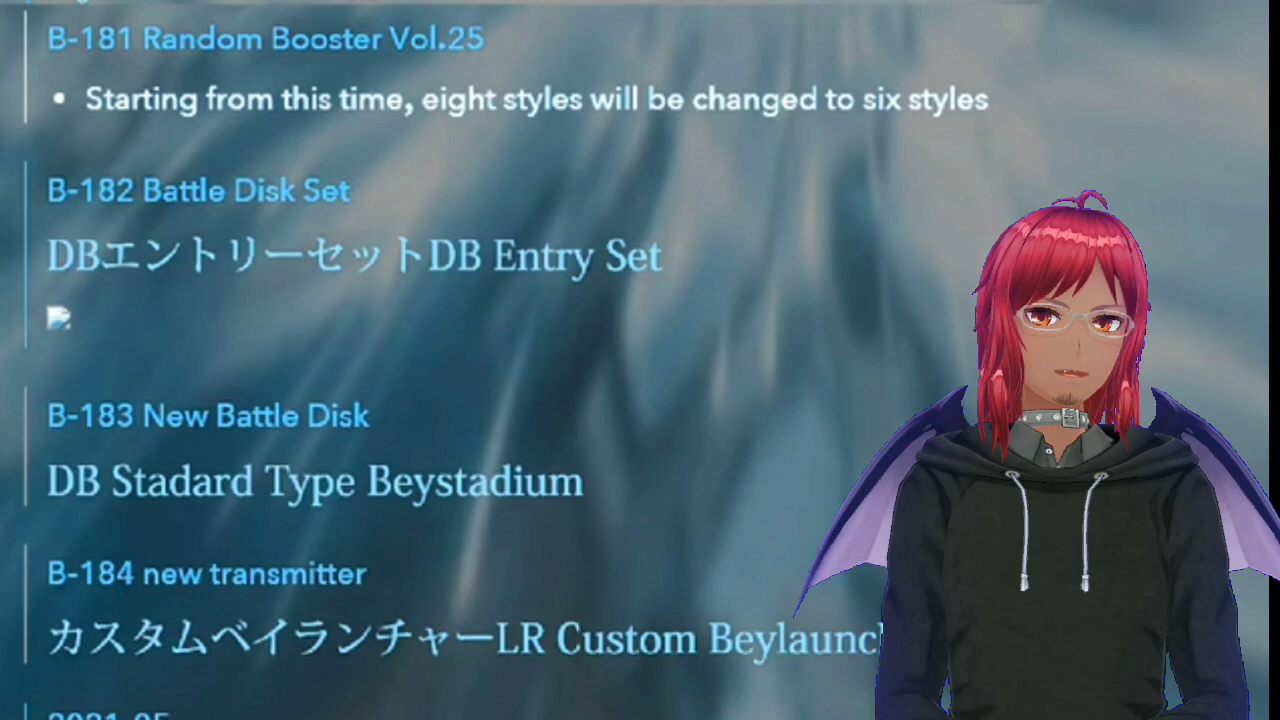 B-181 Random Booster Vol.25
• Starting from this time, eight styles will be changed to six styles
B-182 Battle Disk Set
DBエントリーセットDB Entry Set
B-183 New Battle Disk
DB Stadard Type Beystadium
B-184 new transmitter
カスタムベイランチャーLR Custom Beylaunc
2021-05